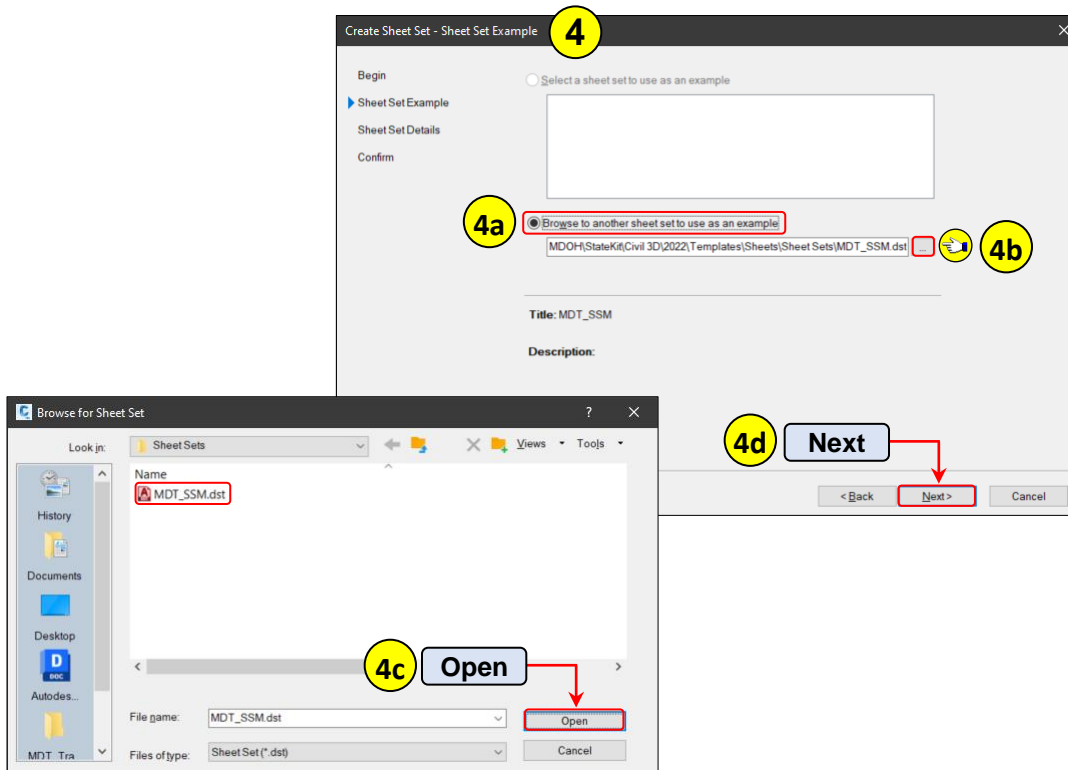 Create Sheet Set - Sheet Set Example
4
Begin
Sheet Set Example
Sheet Set Details
Confirm
Select a sheet set to use as an example
4a
Browse to another sheet set to use as an example
MDOH\StateKit\Civil 3D\2022\Templates\Sheets\Sheet Sets\MDT_SSM.dst
...
4b
Title: MDT_SSM
Description:
4d
Next
< Back
Next >
Cancel
Browse for Sheet Set
?
Look in:
Sheet Sets
Views
Tools
Name
MDT_SSM.dst
History
Documents
Desktop
D
DOC
Autodes...
MDT_Tra
4c
Open
File name:
MDT_SSM.dst
Open
Files of type:
Sheet Set (*.dst)
Cancel